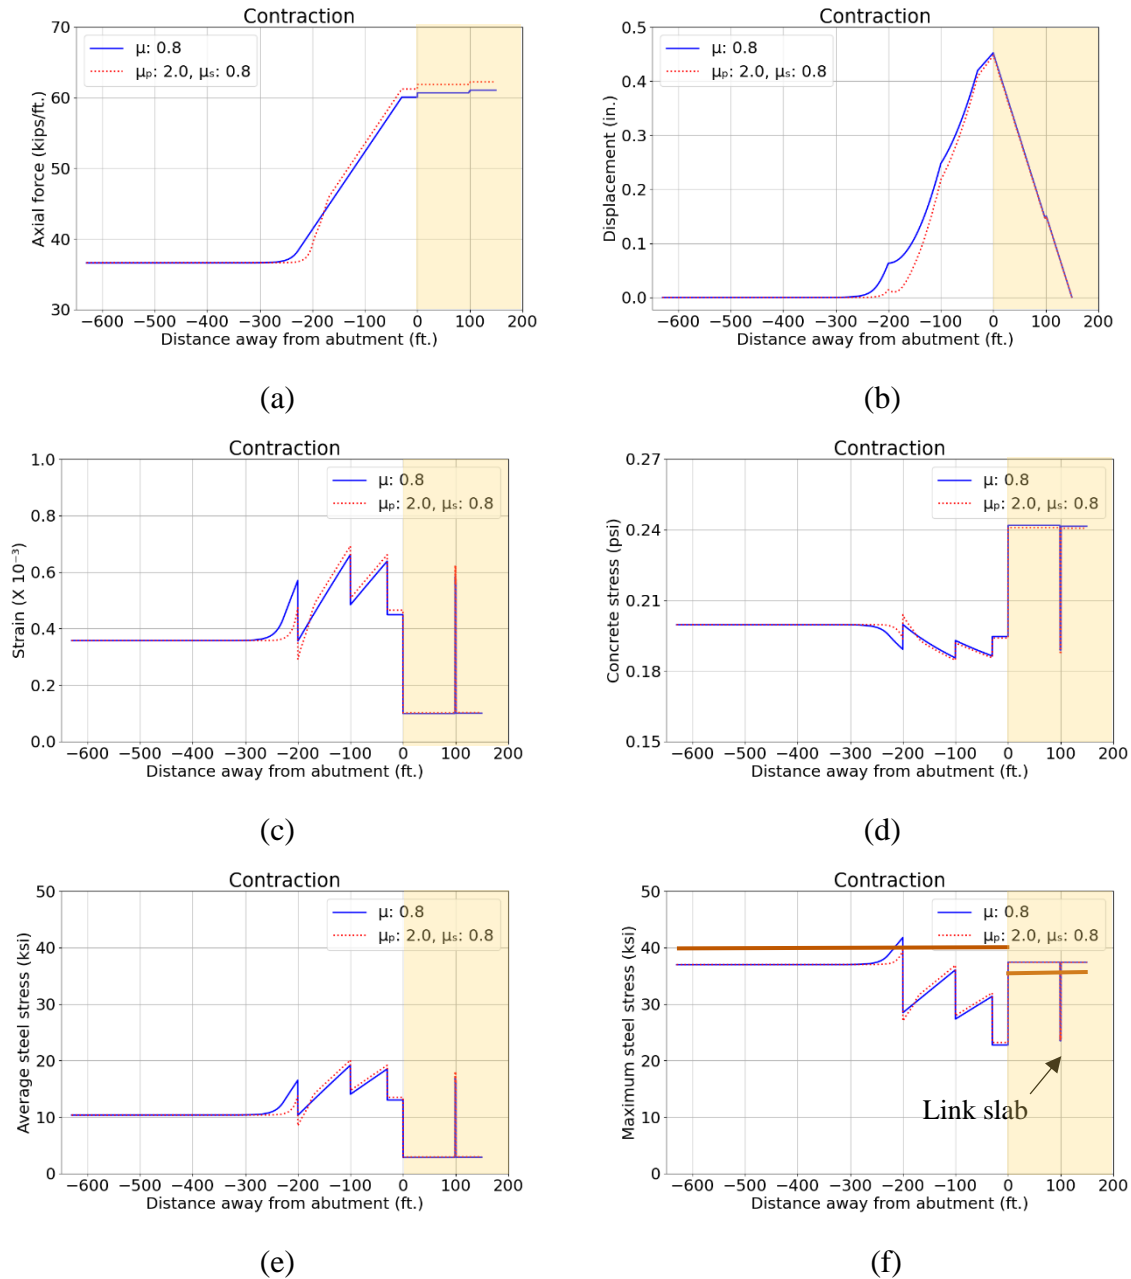 Contraction
Axial force (kips/ft.)
70
60
50
40
30
μ: 0.8
μₚ: 2.0, μₛ: 0.8
−600 −500 −400 −300 −200 −100 0 100 200
Distance away from abutment (ft.)
(a)
Contraction
Displacement (in.)
0.5
0.4
0.3
0.2
0.1
0.0
μ: 0.8
μₚ: 2.0, μₛ: 0.8
−600 −500 −400 −300 −200 −100 0 100 200
Distance away from abutment (ft.)
(b)
Contraction
Strain (X 10⁻³)
1.0
0.8
0.6
0.4
0.2
0.0
μ: 0.8
μₚ: 2.0, μₛ: 0.8
−600 −500 −400 −300 −200 −100 0 100 200
Distance away from abutment (ft.)
(c)
Contraction
Concrete stress (psi)
0.27
0.24
0.21
0.18
0.15
μ: 0.8
μₚ: 2.0, μₛ: 0.8
−600 −500 −400 −300 −200 −100 0 100 200
Distance away from abutment (ft.)
(d)
Contraction
Average steel stress (ksi)
50
40
30
20
10
0
μ: 0.8
μₚ: 2.0, μₛ: 0.8
−600 −500 −400 −300 −200 −100 0 100 200
Distance away from abutment (ft.)
(e)
Contraction
Maximum steel stress (ksi)
50
40
30
20
10
0
μ: 0.8
μₚ: 2.0, μₛ: 0.8
Link slab
−600 −500 −400 −300 −200 −100 0 100 200
Distance away from abutment (ft.)
(f)